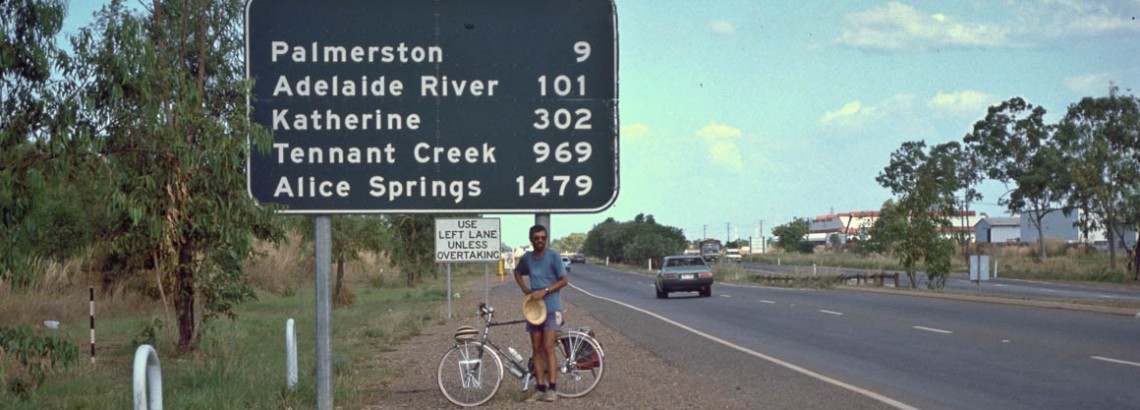 Palmerston 9
Adelaide River 101
Katherine 302
Tennant Creek 969
Alice Springs 1479
USE
LEFT LANE
UNLESS
OVERTAKING